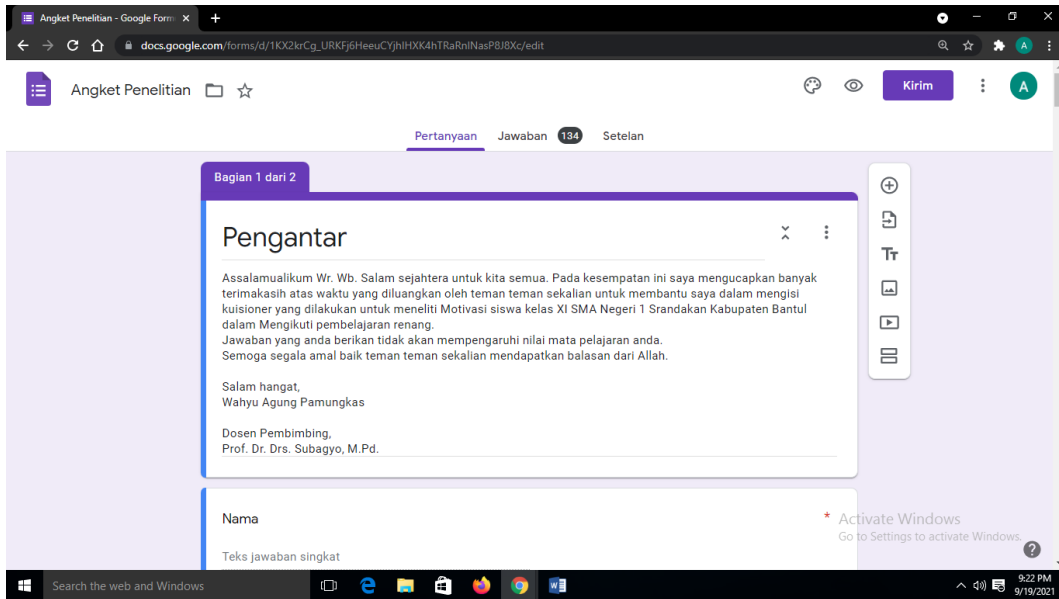 Angket Penelitian - Google Form
docs.google.com/forms/d/1KX2krCg_URKFj6HeeuCYjhIHXK4hTRaRnINasP8J8Xc/edit
A
Angket Penelitian
Kirim
A
Pertanyaan Jawaban 134 Setelan
Bagian 1 dari 2
Pengantar
Assalamualikum Wr. Wb. Salam sejahtera untuk kita semua. Pada kesempatan ini saya mengucapkan banyak
terimakasih atas waktu yang diluangkan oleh teman teman sekalian untuk membantu saya dalam mengisi
kuisioner yang dilakukan untuk meneliti Motivasi siswa kelas XI SMA Negeri 1 Srandakan Kabupaten Bantul
dalam Mengikuti pembelajaran renang.
Jawaban yang anda berikan tidak akan mempengaruhi nilai mata pelajaran anda.
Semoga segala amal baik teman teman sekalian mendapatkan balasan dari Allah.
Salam hangat,
Wahyu Agung Pamungkas
Dosen Pembimbing,
Prof. Dr. Drs. Subagyo, M.Pd.
Tт
Nama *
Teks jawaban singkat
Activate Windows
Go to Settings to activate Windows.
Search the web and Windows
9:22 PM
9/19/2021